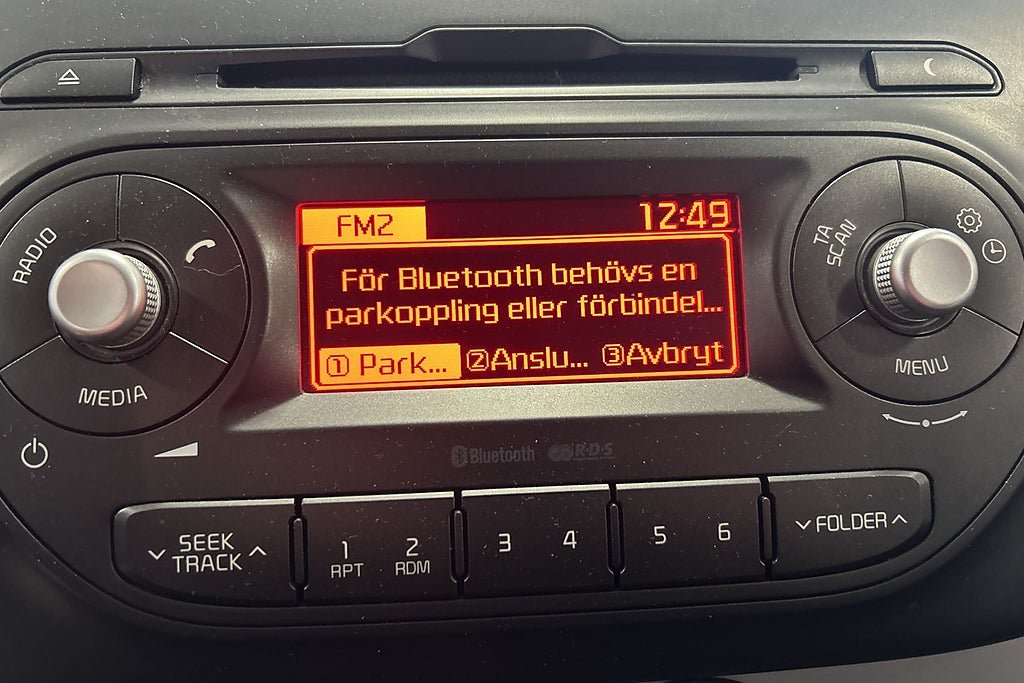 RADIO
MEDIA
FM2
12:49
För Bluetooth behövs en
parkoppling eller förbindel...
① Park... ②Anslu... ③Avbryt
TA
SCAN
MENU
Bluetooth R·D·S
SEEK
TRACK
1
RPT
2
RDM
3
4
5
6
FOLDER